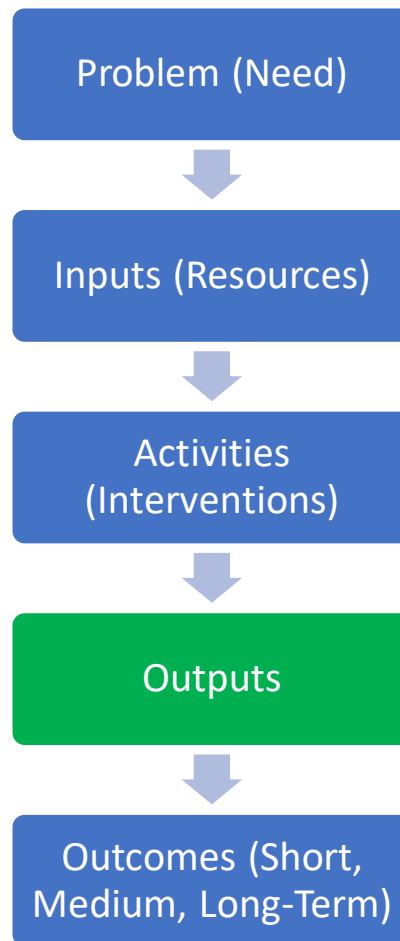 Problem (Need)
Inputs (Resources)
Activities
(Interventions)
Outputs
Outcomes (Short,
Medium, Long-Term)